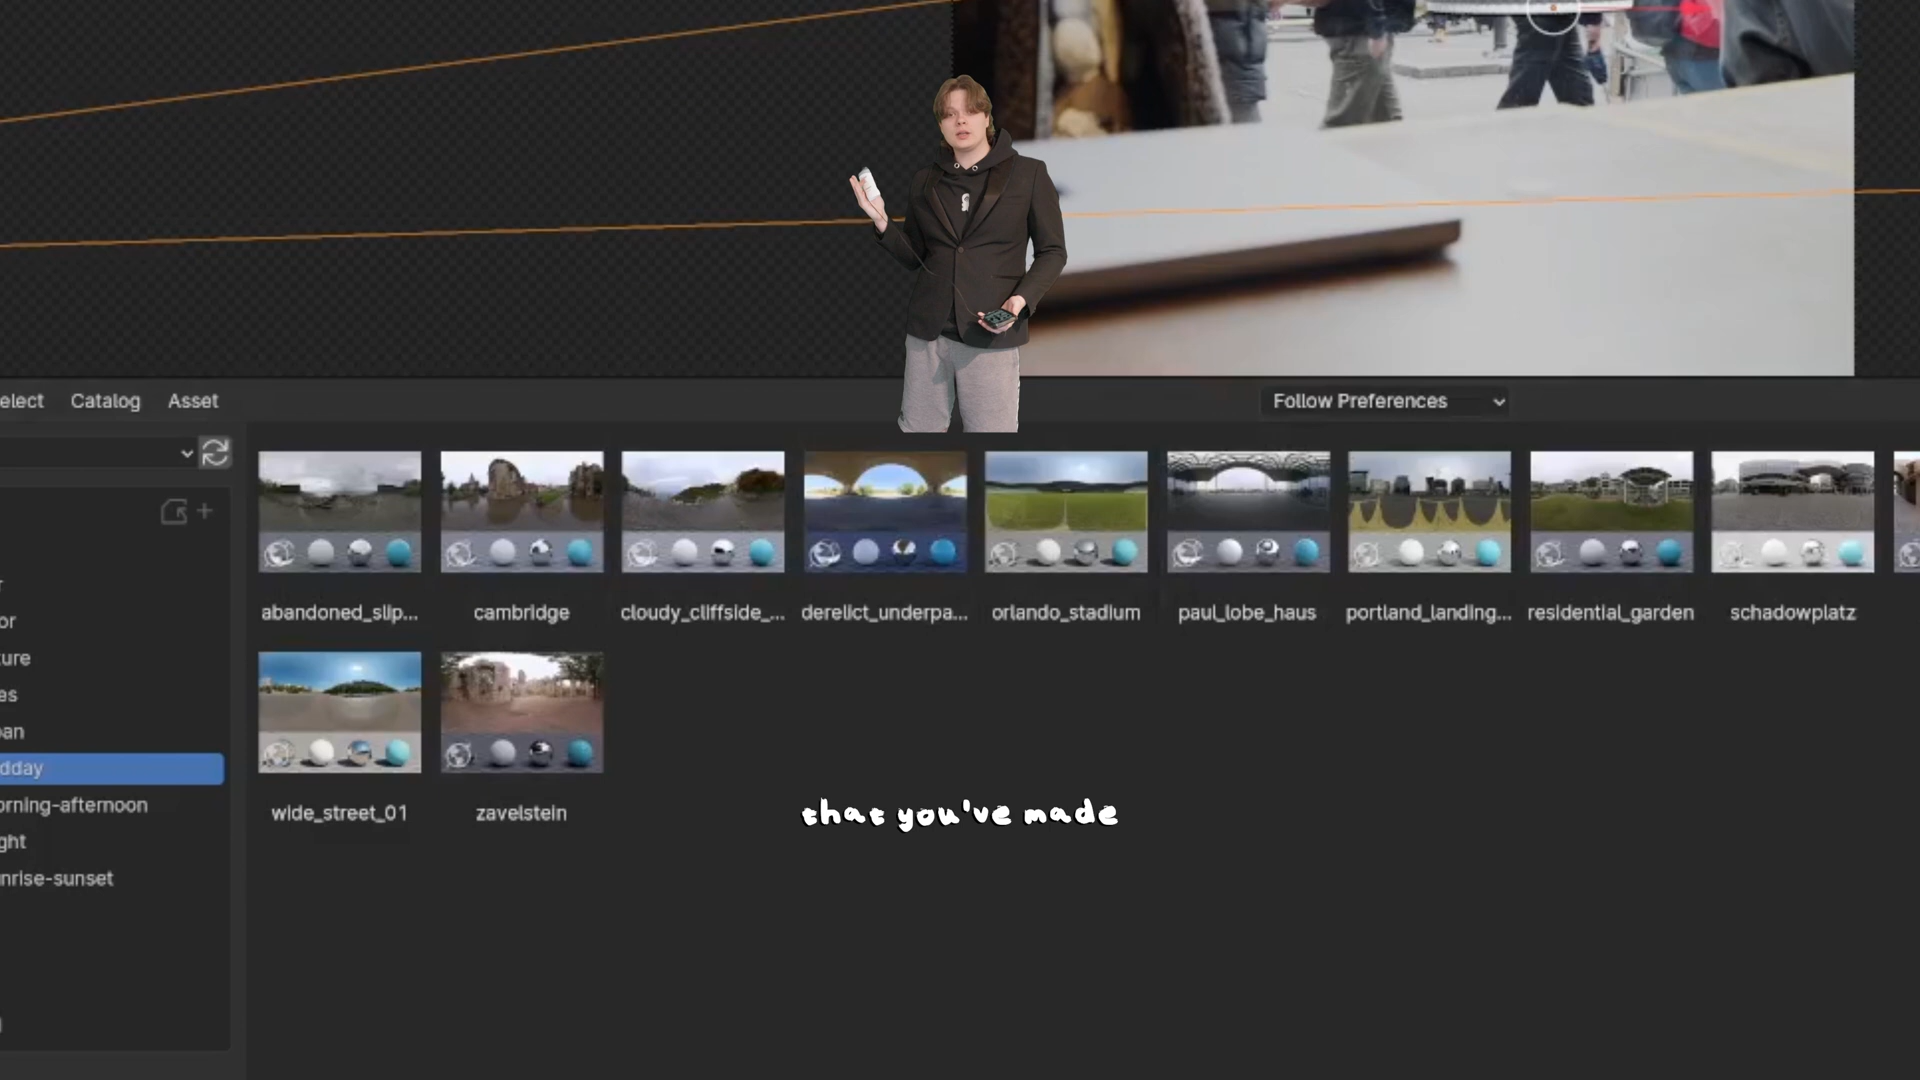 elect Catalog Asset Follow Preferences
abandoned_slip... cambridge cloudy_cliffside_... derelict_underpa... orlando_stadium paul_lobe_haus portland_landing... residential_garden schadowplatz
r
or
ure
es
wide_street_01 zavelstein
ban
dday
orning-afternoon
ght
nrise-sunset
that you've made